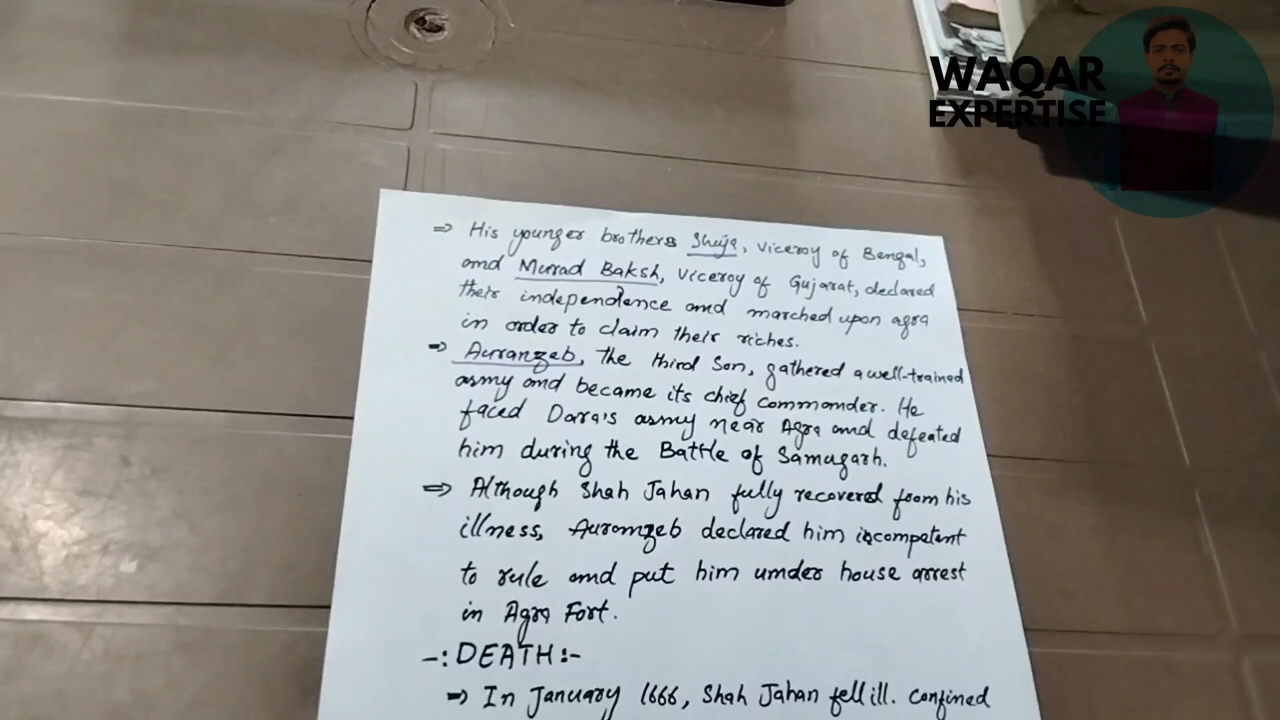 WAQAR
EXPERTISE
⇒ His younger brothers Shuja, Viceroy of Bengal,
and Murad Baksh, Viceroy of Gujarat, declared
their independence and marched upon agra
in order to claim their riches.
⇒ Auranzeb, the third Son, gathered a well-trained
army and became its chief Commander. He
faced Dara's army near Agra and defeated
him during the Battle of Samugarh.
⇒ Although Shah Jahan fully recovered from his
illness, Auranzeb declared him incompetent
to rule and put him under house arrest
in Agra Fort.
-: DEATH :-
⇒ In January 1666, Shah Jahan fell ill. Confined